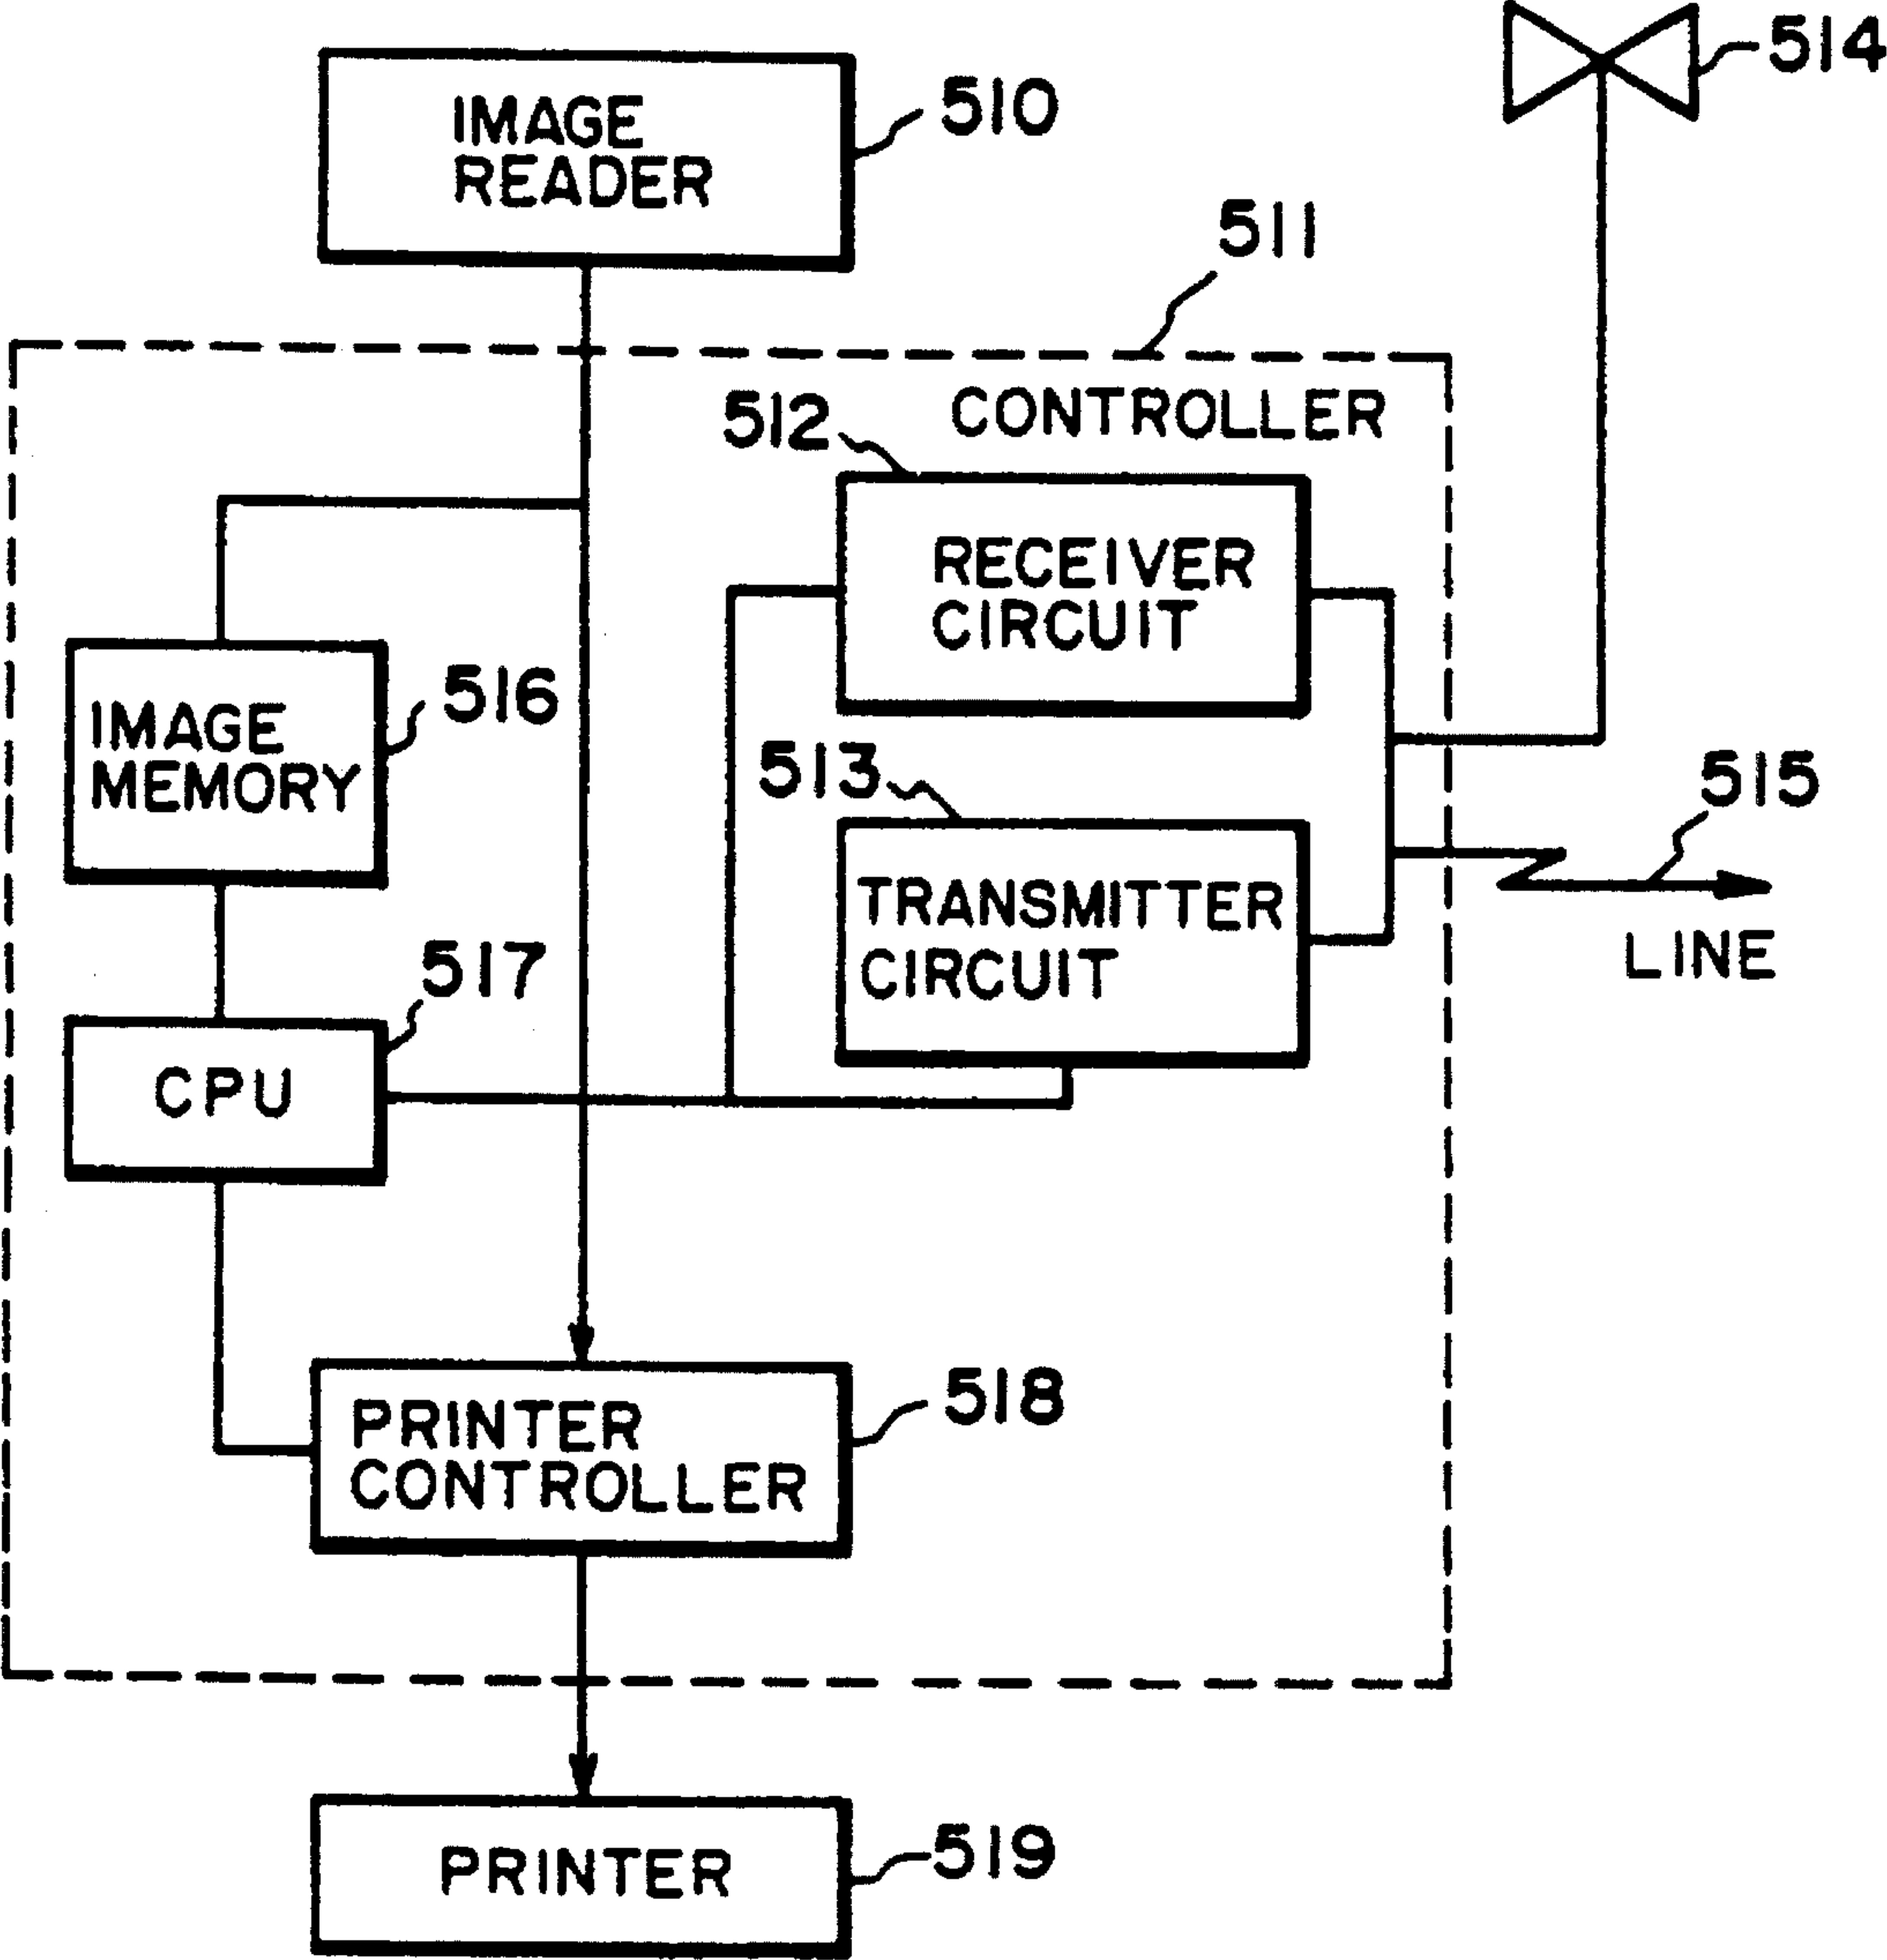 514
IMAGE
READER
510
511
CONTROLLER
512
RECEIVER
CIRCUIT
516
IMAGE
MEMORY
513
515
TRANSMITTER
CIRCUIT
LINE
517
CPU
518
PRINTER
CONTROLLER
519
PRINTER